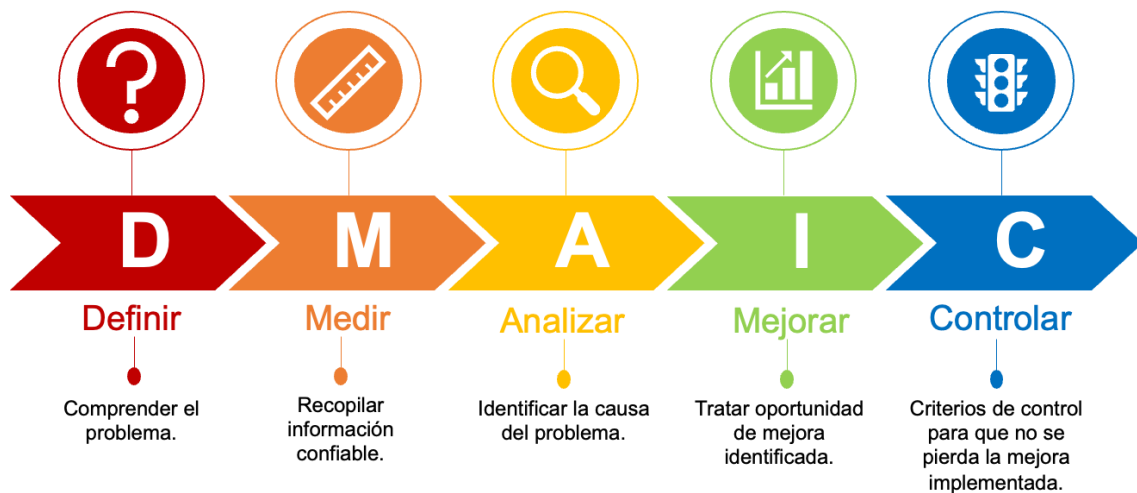 D
M
A
I
C
Definir
Medir
Analizar
Mejorar
Controlar
Comprender el
problema.
Recopilar
información
confiable.
Identificar la causa
del problema.
Tratar oportunidad
de mejora
identificada.
Criterios de control
para que no se
pierda la mejora
implementada.